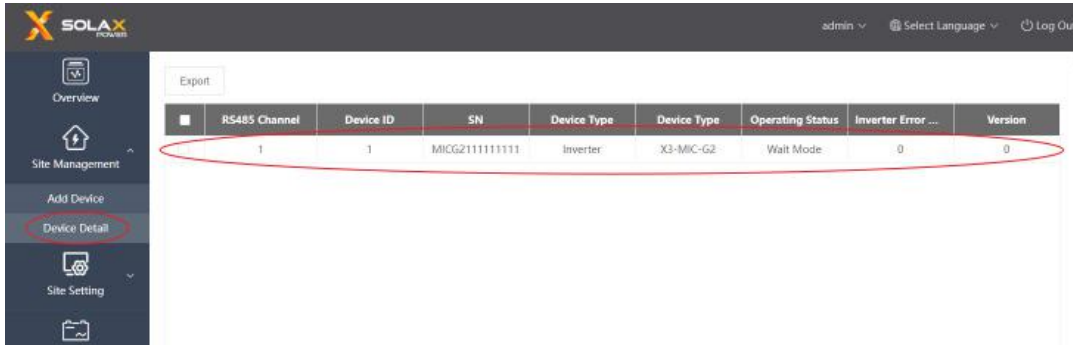 SOLAX
POWER
admin Select Language Log Ou
Overview
Site Management
Add Device
Device Detail
Site Setting
Export
RS485 Channel Device ID SN Device Type Device Type Operating Status Inverter Error ... Version
1 1 MICG2111111111 Inverter X3-MIC-G2 Wait Mode 0 0